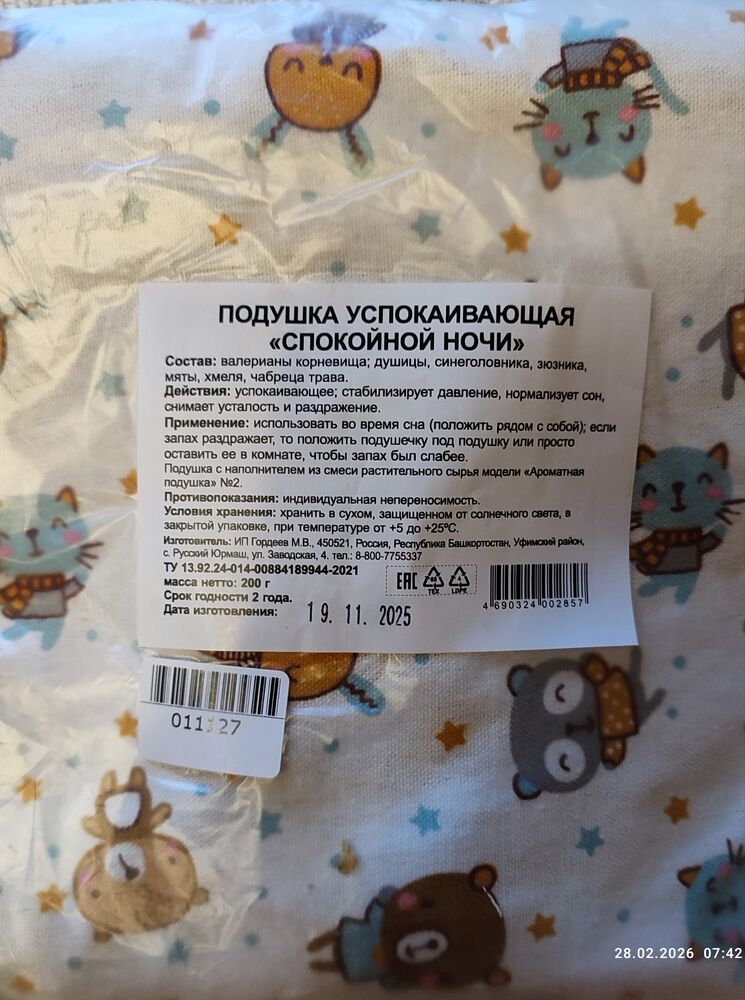 ПОДУШКА УСПОКАИВАЮЩАЯ
«СПОКОЙНОЙ НОЧИ»
Состав: валерианы корневища; душицы, синеголовника, зюзника,
мяты, хмеля, чабреца трава.
Действия: успокаивающее; стабилизирует давление, нормализует сон,
снимает усталость и раздражение.
Применение: использовать во время сна (положить рядом с собой); если
запах раздражает, то положить подушечку под подушку или просто
оставить ее в комнате, чтобы запах был слабее.
Подушка с наполнителем из смеси растительного сырья модели «Ароматная
подушка» №2.
Противопоказания: индивидуальная непереносимость.
Условия хранения: хранить в сухом, защищенном от солнечного света, в
закрытой упаковке, при температуре от +5 до +25ºС.
Изготовитель: ИП Гордеев М.В., 450521, Россия, Республика Башкортостан, Уфимский район,
с. Русский Юрмаш, ул. Заводская, 4. тел.: 8-800-7755337
ТУ 13.92.24-014-00884189944-2021
масса нетто: 200 г
Срок годности 2 года.
Дата изготовления: 19. 11. 2025
EAC
TEX LDPE
4 690324 002857
011127
28.02.2026 07:42